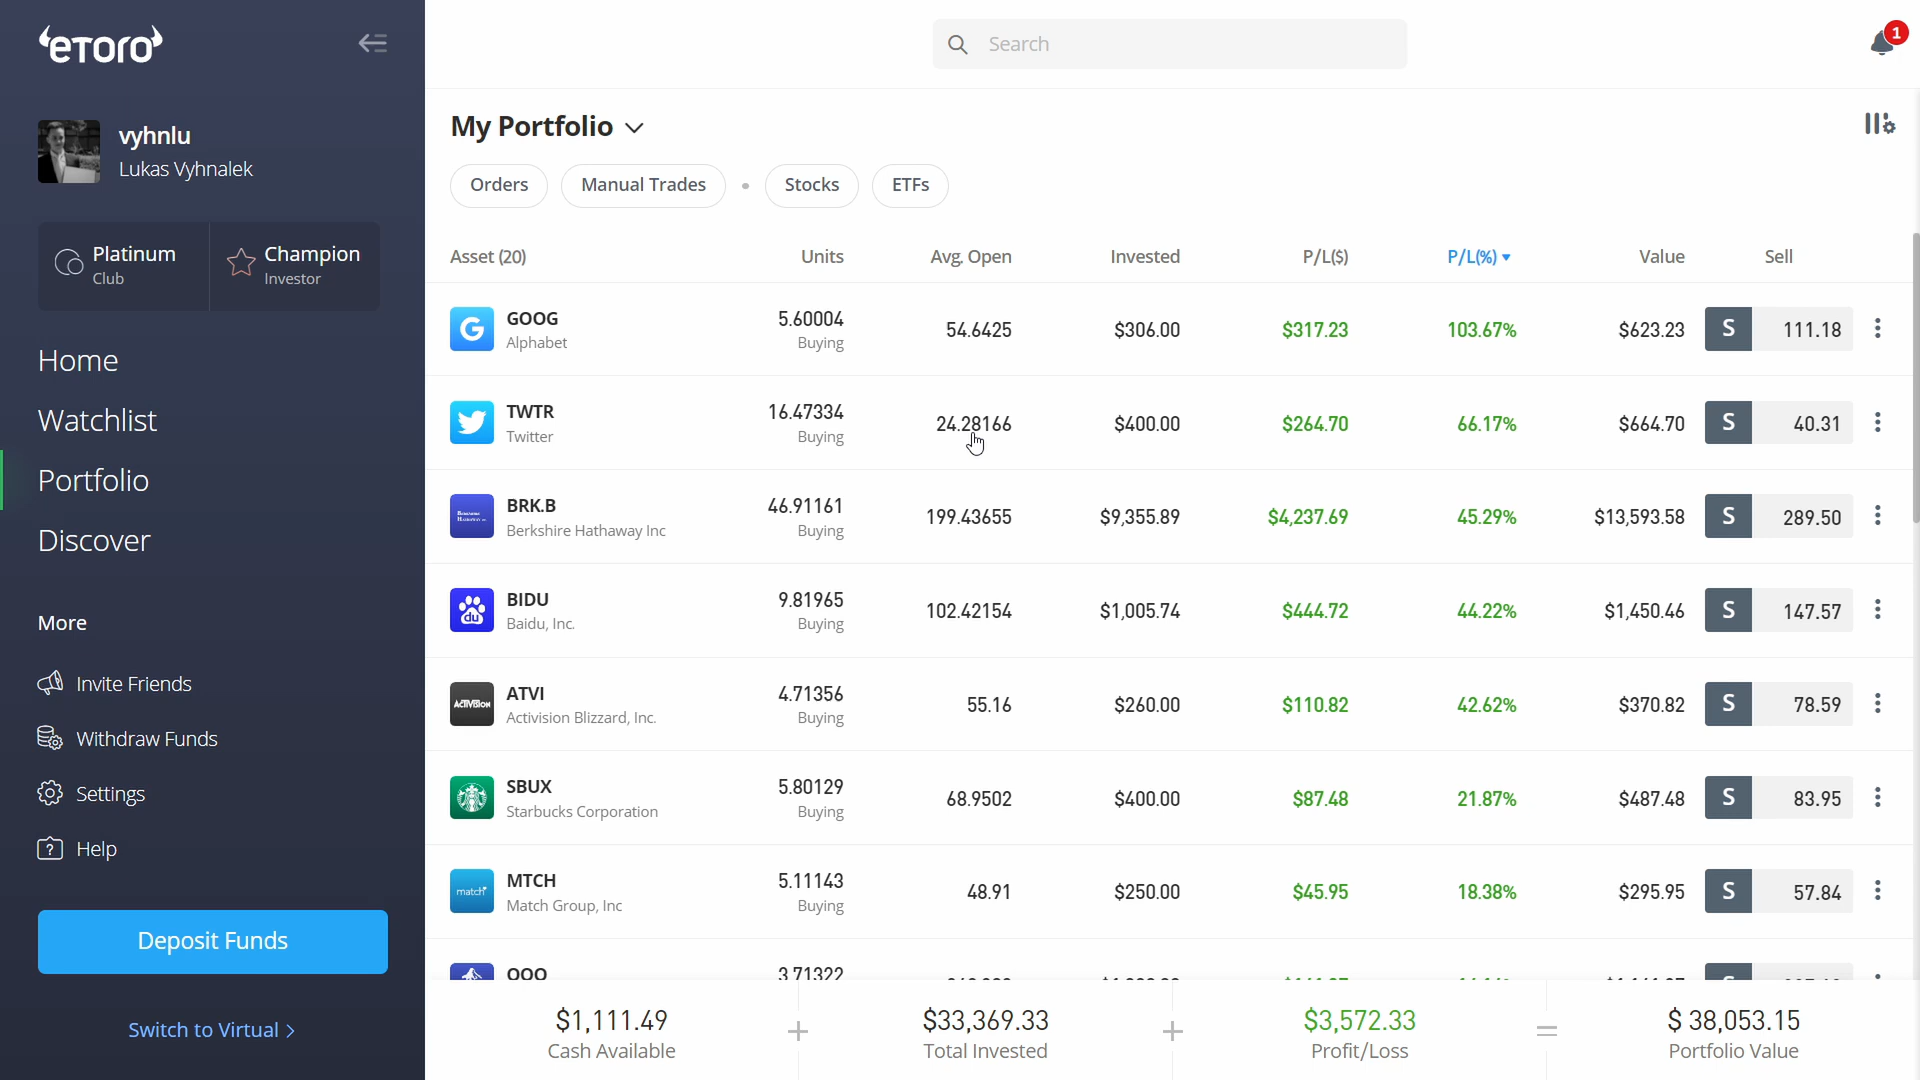 eToro
Search
1
vyhnlu
Lukas Vyhnalek
Platinum
Club
Champion
Investor
Home
Watchlist
Portfolio
Discover
More
Invite Friends
Withdraw Funds
Settings
Help
Deposit Funds
Switch to Virtual >
My Portfolio
Orders Manual Trades • Stocks ETFs
Asset (20) Units Avg. Open Invested P/L($) P/L(%) Value Sell
GOOG 5.60004 54.6425 $306.00 $317.23 103.67% $623.23 S 111.18
Alphabet Buying
TWTR 16.47334 24.28166 $400.00 $264.70 66.17% $664.70 S 40.31
Twitter Buying
BRK.B 46.91161 199.43655 $9,355.89 $4,237.69 45.29% $13,593.58 S 289.50
Berkshire Hathaway Inc Buying
du
BIDU 9.81965 102.42154 $1,005.74 $444.72 44.22% $1,450.46 S 147.57
Baidu, Inc. Buying
ACTIVISION
ATVI 4.71356 55.16 $260.00 $110.82 42.62% $370.82 S 78.59
Activision Blizzard, Inc. Buying
SBUX 5.80129 68.9502 $400.00 $87.48 21.87% $487.48 S 83.95
Starbucks Corporation Buying
match
MTCH 5.11143 48.91 $250.00 $45.95 18.38% $295.95 S 57.84
Match Group, Inc Buying
QQQ 3.71322
$1,111.49 + $33,369.33 + $3,572.33 = $ 38,053.15
Cash Available Total Invested Profit/Loss Portfolio Value